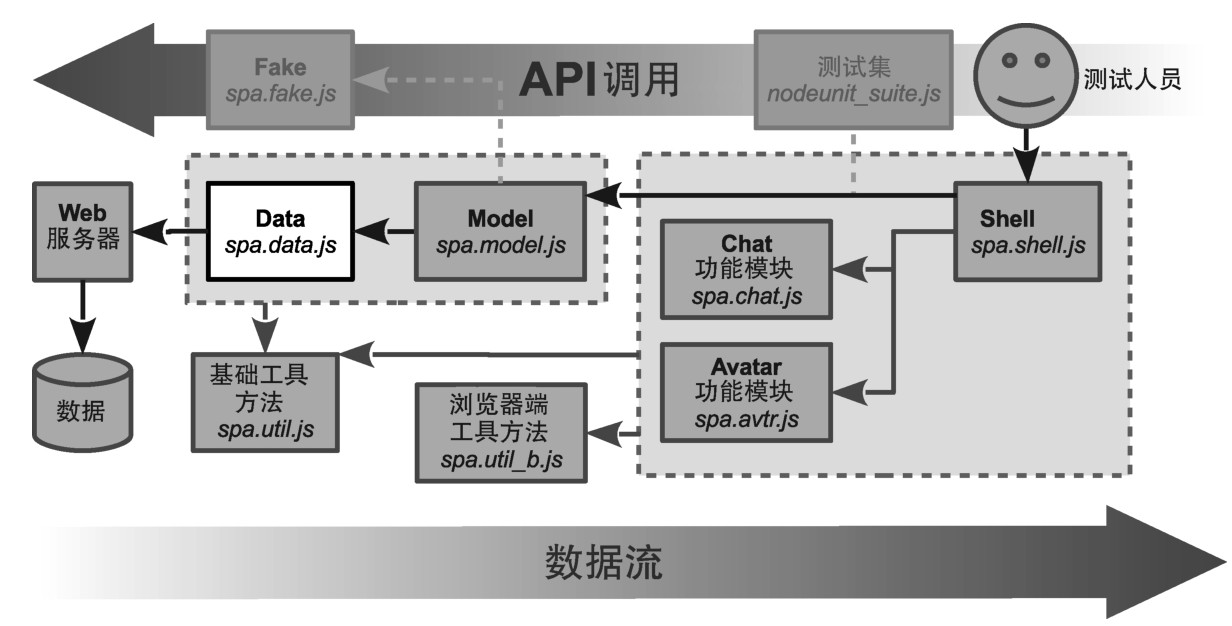 Fake
spa.fake.js
API调用
测试集
nodeunit_suite.js
测试人员
Web
服务器
Data
spa.data.js
Model
spa.model.js
Shell
spa.shell.js
Chat
功能模块
spa.chat.js
Avatar
功能模块
spa.avtr.js
数据
基础工具
方法
spa.util.js
浏览器端
工具方法
spa.util_b.js
数据流